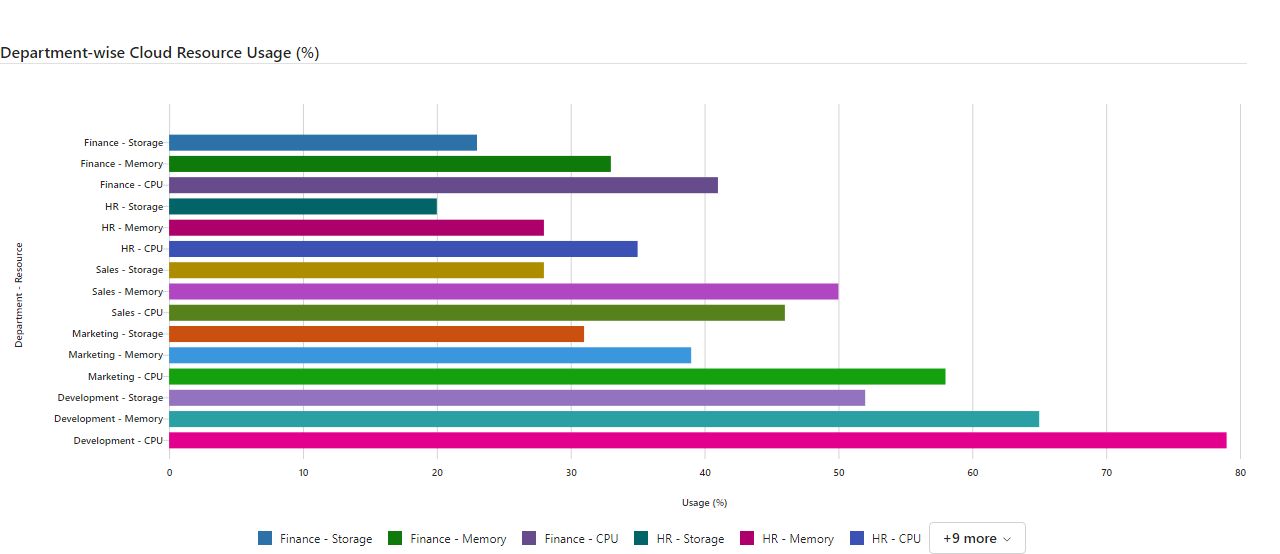 Department-wise Cloud Resource Usage (%)
Department - Resource
Finance - Storage
Finance - Memory
Finance - CPU
HR - Storage
HR - Memory
HR - CPU
Sales - Storage
Sales - Memory
Sales - CPU
Marketing - Storage
Marketing - Memory
Marketing - CPU
Development - Storage
Development - Memory
Development - CPU
0 10 20 30 40 50 60 70 80
Usage (%)
Finance - Storage Finance - Memory Finance - CPU HR - Storage HR - Memory HR - CPU +9 more